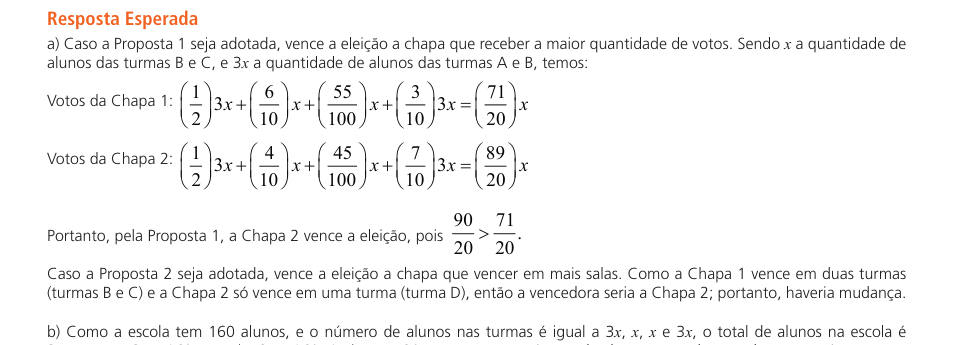 Resposta Esperada
a) Caso a Proposta 1 seja adotada, vence a eleição a chapa que receber a maior quantidade de votos. Sendo x a quantidade de
alunos das turmas B e C, e 3x a quantidade de alunos das turmas A e B, temos:
Votos da Chapa 1: (1/2)3x+(6/10)x+(55/100)x+(3/10)3x=(71/20)x
Votos da Chapa 2: (1/2)3x+(4/10)x+(45/100)x+(7/10)3x=(89/20)x
Portanto, pela Proposta 1, a Chapa 2 vence a eleição, pois 90/20>71/20.
Caso a Proposta 2 seja adotada, vence a eleição a chapa que vencer em mais salas. Como a Chapa 1 vence em duas turmas
(turmas B e C) e a Chapa 2 só vence em uma turma (turma D), então a vencedora seria a Chapa 2; portanto, haveria mudança.
b) Como a escola tem 160 alunos, e o número de alunos nas turmas é igual a 3x, x, x e 3x, o total de alunos na escola é